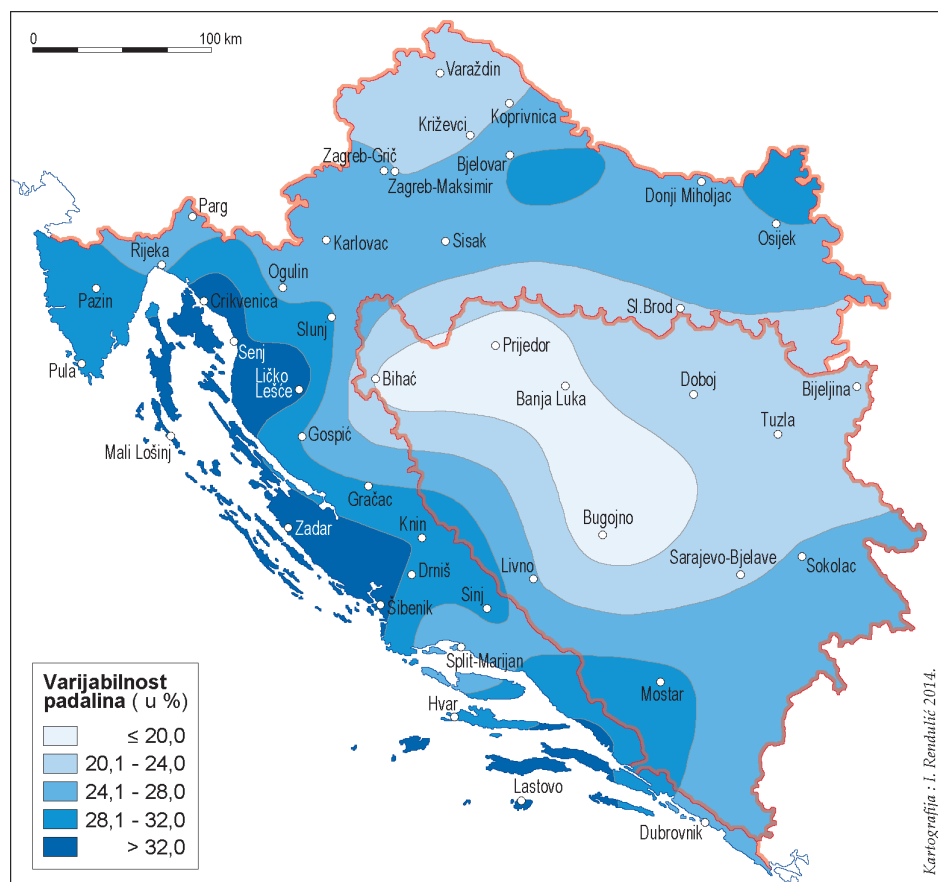 0
100 km
Varaždin
Koprivnica
Križevci
Zagreb-Grič
Bjelovar
Zagreb-Maksimir
Donji Miholjac
Parg
Osijek
Karlovac
Sisak
Rijeka
Ogulin
Pazin
Crikvenica
Sl.Brod
Slunj
Senj
Prijedor
Pula
Ličko
Lešće
Bihać
Banja Luka
Doboj
Bijeljina
Tuzla
Mali Lošinj
Gospić
Gračac
Zadar
Knin
Bugojno
Livno
Sarajevo-Bjelave
Sokolac
Drniš
Šibenik
Sinj
Split-Marijan
Mostar
Hvar
Lastovo
Dubrovnik
Varijabilnost
padalina ( u %)
≤ 20,0
20,1 - 24,0
24,1 - 28,0
28,1 - 32,0
> 32,0
Kartografija : I. Rendulić 2014.